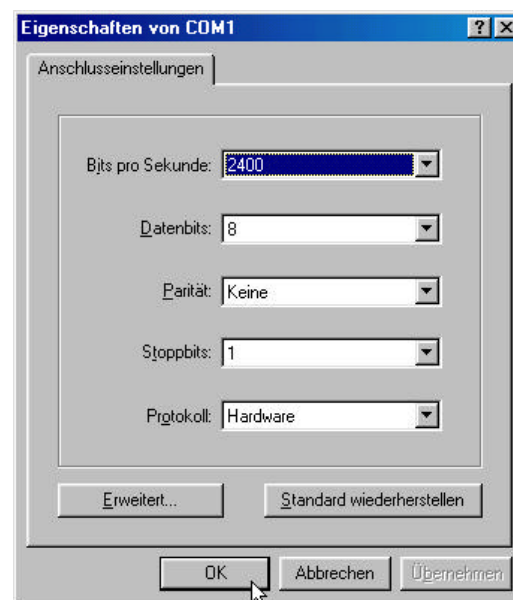 Eigenschaften von COM1
Anschlusseinstellungen
Bits pro Sekunde: 2400
Datenbits: 8
Parität: Keine
Stoppbits: 1
Protokoll: Hardware
Erweitert... Standard wiederherstellen
OK Abbrechen Übernehmen